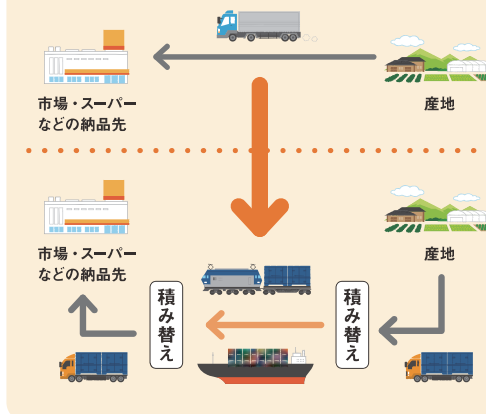 市場・スーパー
などの納品先
産地
市場・スーパー
などの納品先
産地
積み替え
積み替え